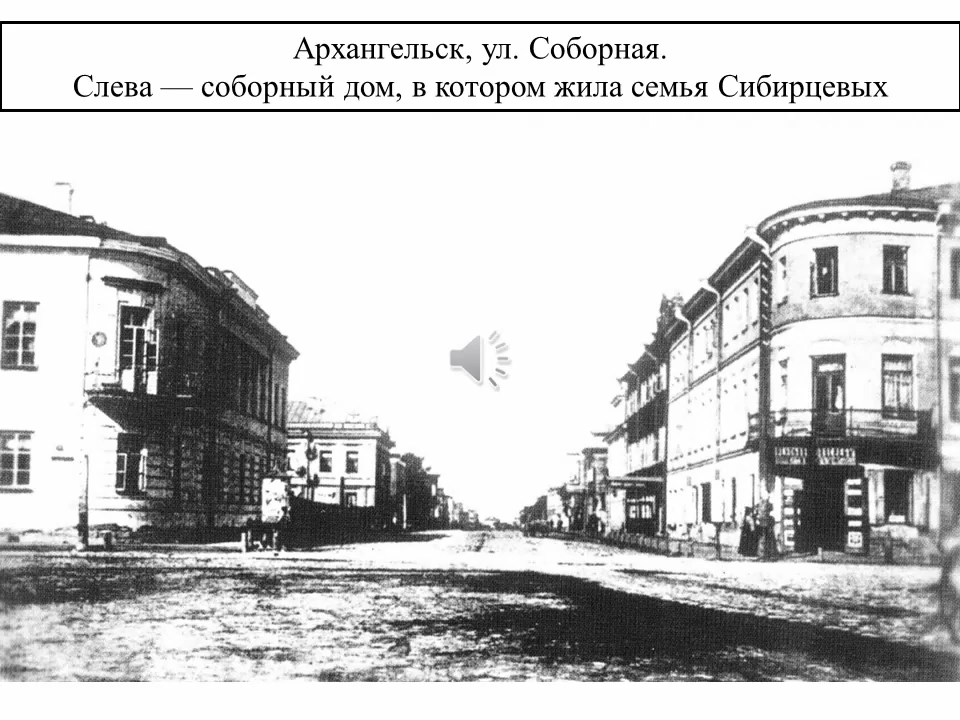 Архангельск, ул. Соборная.
Слева — соборный дом, в котором жила семья Сибирцевых